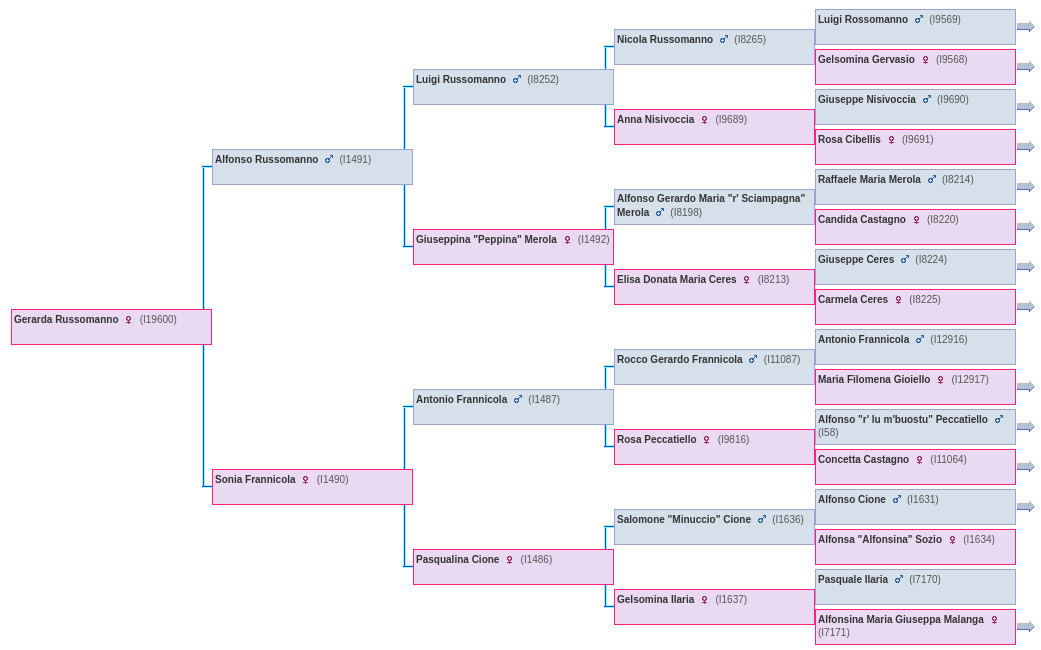 Luigi Rossomanno ♂ (I9569)
Nicola Russomanno ♂ (I8265)
Gelsomina Gervasio ♀ (I9568)
Luigi Russomanno ♂ (I8252)
Giuseppe Nisivoccia ♂ (I9690)
Anna Nisivoccia ♀ (I9689)
Rosa Cibellis ♀ (I9691)
Alfonso Russomanno ♂ (I1491)
Raffaele Maria Merola ♂ (I8214)
Alfonso Gerardo Maria "r' Sciampagna"
Merola ♂ (I8198)
Candida Castagno ♀ (I8220)
Giuseppina "Peppina" Merola ♀ (I1492)
Giuseppe Ceres ♂ (I8224)
Elisa Donata Maria Ceres ♀ (I8213)
Carmela Ceres ♀ (I8225)
Gerarda Russomanno ♀ (I19600)
Antonio Frannicola ♂ (I12916)
Rocco Gerardo Frannicola ♂ (I11087)
Maria Filomena Gioiello ♀ (I12917)
Antonio Frannicola ♂ (I1487)
Alfonso "r' lu m'buostu" Peccatiello ♂
(I58)
Rosa Peccatiello ♀ (I9816)
Concetta Castagno ♀ (I11064)
Sonia Frannicola ♀ (I1490)
Alfonso Cione ♂ (I1631)
Salomone "Minuccio" Cione ♂ (I1636)
Alfonsa "Alfonsina" Sozio ♀ (I1634)
Pasqualina Cione ♀ (I1486)
Pasquale Ilaria ♂ (I7170)
Gelsomina Ilaria ♀ (I1637)
Alfonsina Maria Giuseppa Malanga ♀
(I7171)